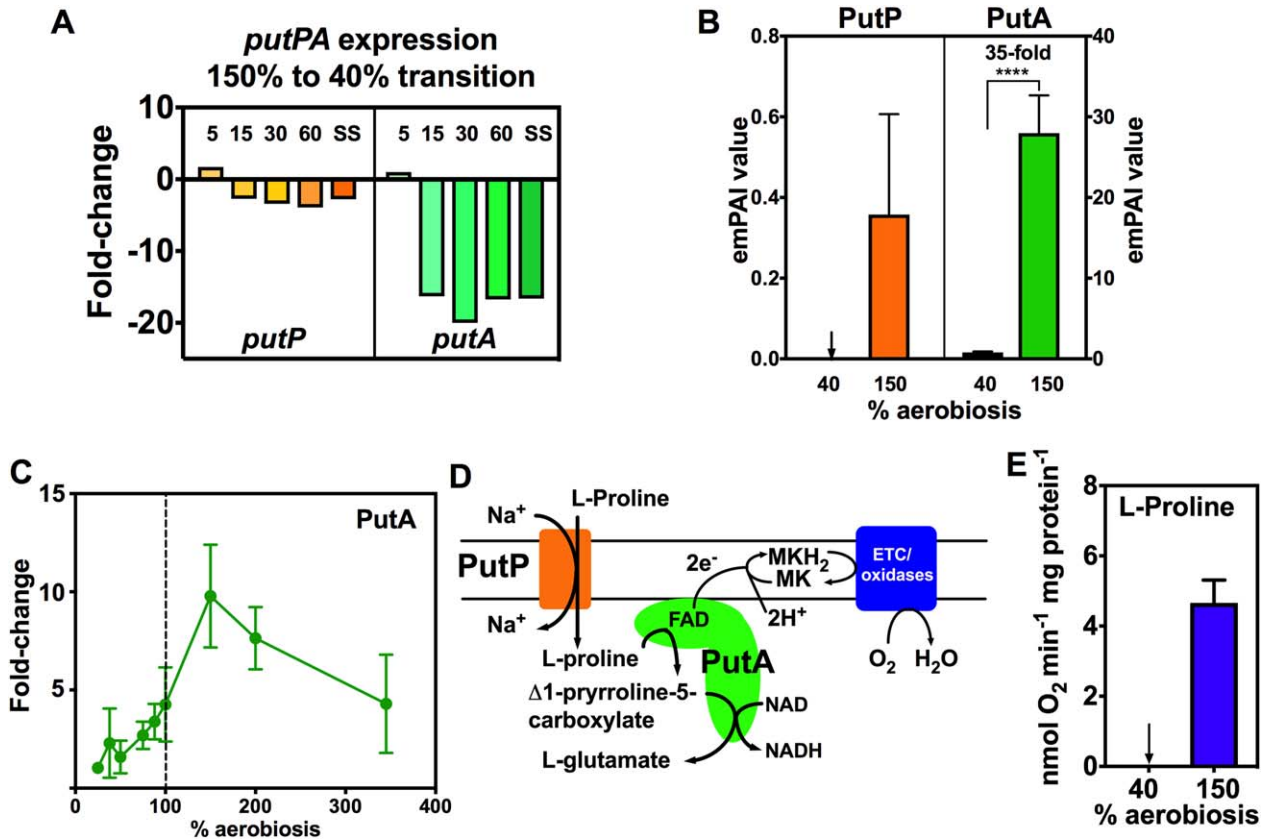 A
putPA expression
150% to 40% transition
Fold-change
10
0
-10
-20
5 15 30 60 SS
5 15 30 60 SS
putP
putA
B
PutP
PutA
35-fold
****
emPAI value
0.8
0.6
0.4
0.2
0.0
40
30
20
10
0
emPAI value
40 150 40 150
% aerobiosis
C
PutA
Fold-change
15
10
5
0 100 200 300 400
% aerobiosis
D
L-Proline
Na+
PutP
2e-
MKH2
MK
ETC/
oxidases
Na+
FAD
2H+
L-proline
PutA
O2 H2O
Δ1-pryrroline-5-
carboxylate
NAD
NADH
L-glutamate
E
L-Proline
nmol O2 min-1 mg protein-1
8
6
4
2
0
40 150
% aerobiosis